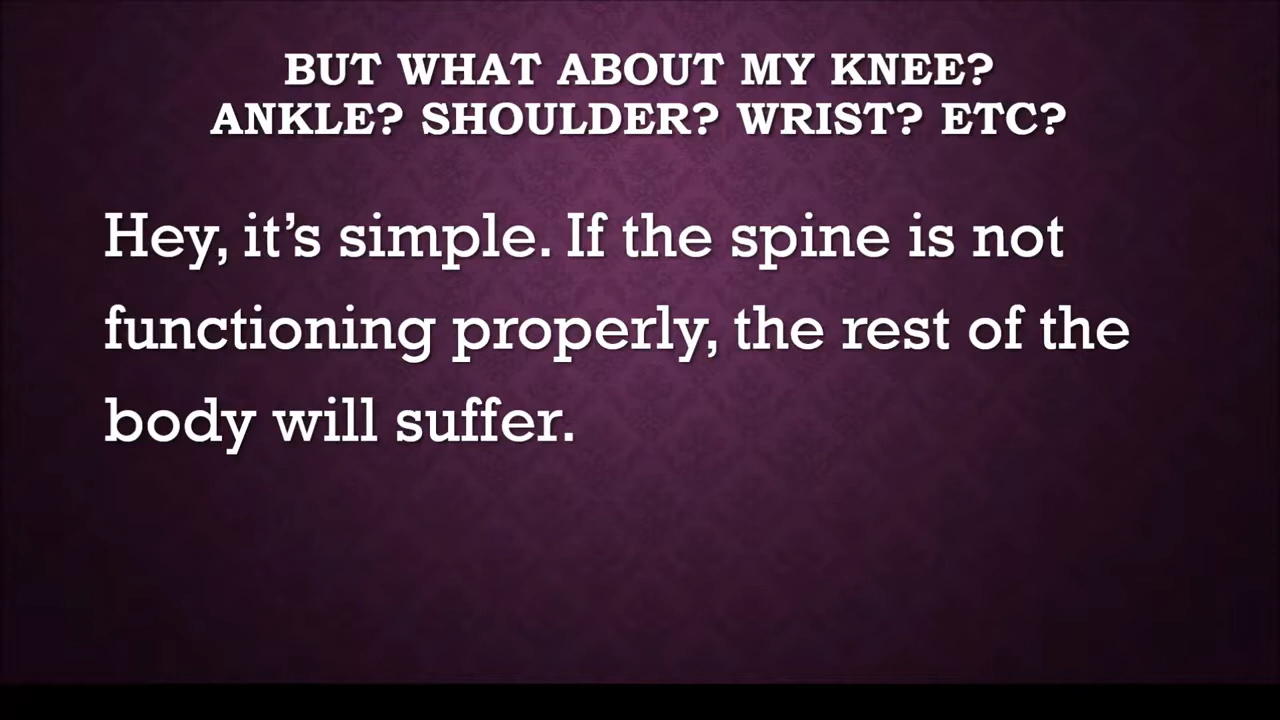 BUT WHAT ABOUT MY KNEE?
ANKLE? SHOULDER? WRIST? ETC?
Hey, it’s simple. If the spine is not
functioning properly, the rest of the
body will suffer.